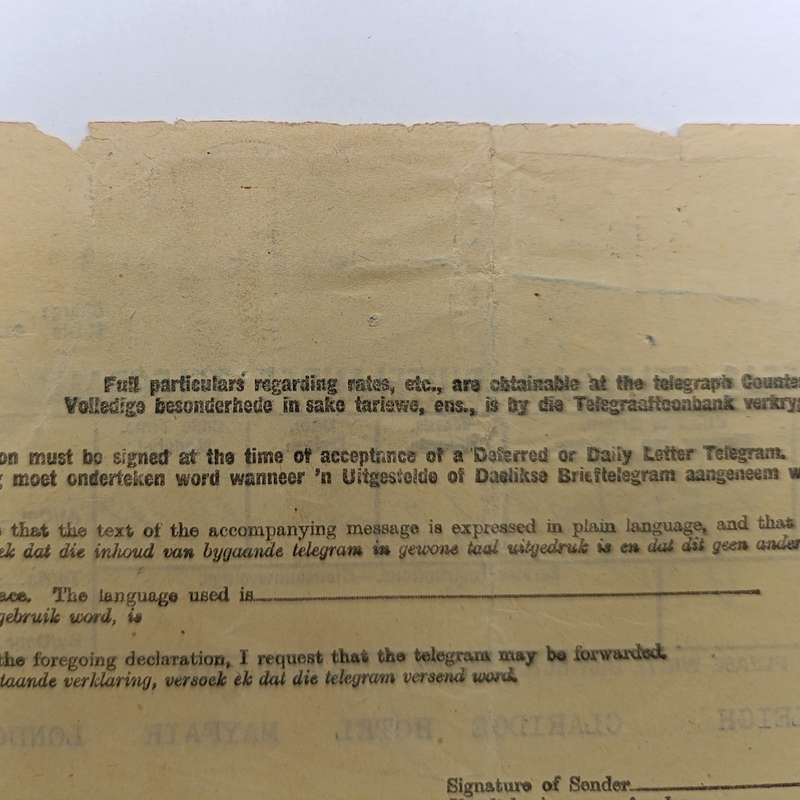 Full particulars regarding rates, etc., are obtainable at the telegraph Counte
Volledige besonderhede in sake tariewe, ens., is by die Telegraaftoonbank verkry
on must be signed at the time of acceptance of a Deferred or Daily Letter Telegram.
g moet onderteken word wanneer 'n Uitgestelde of Daelikse Brieftelegram aangeneem w
that the text of the accompanying message is expressed in plain language, and that
ek dat die inhoud van bygaande telegram in gewone taal uitgedruk is en dat dit geen ander
ace. The language used is
gebruik word, is
the foregoing declaration, I request that the telegram may be forwarded.
taande verklaring, versoek ek dat die telegram versend word.
LEIGH CLARIDGE HOTEL MAYFAIR LONDO
Signature of Sender